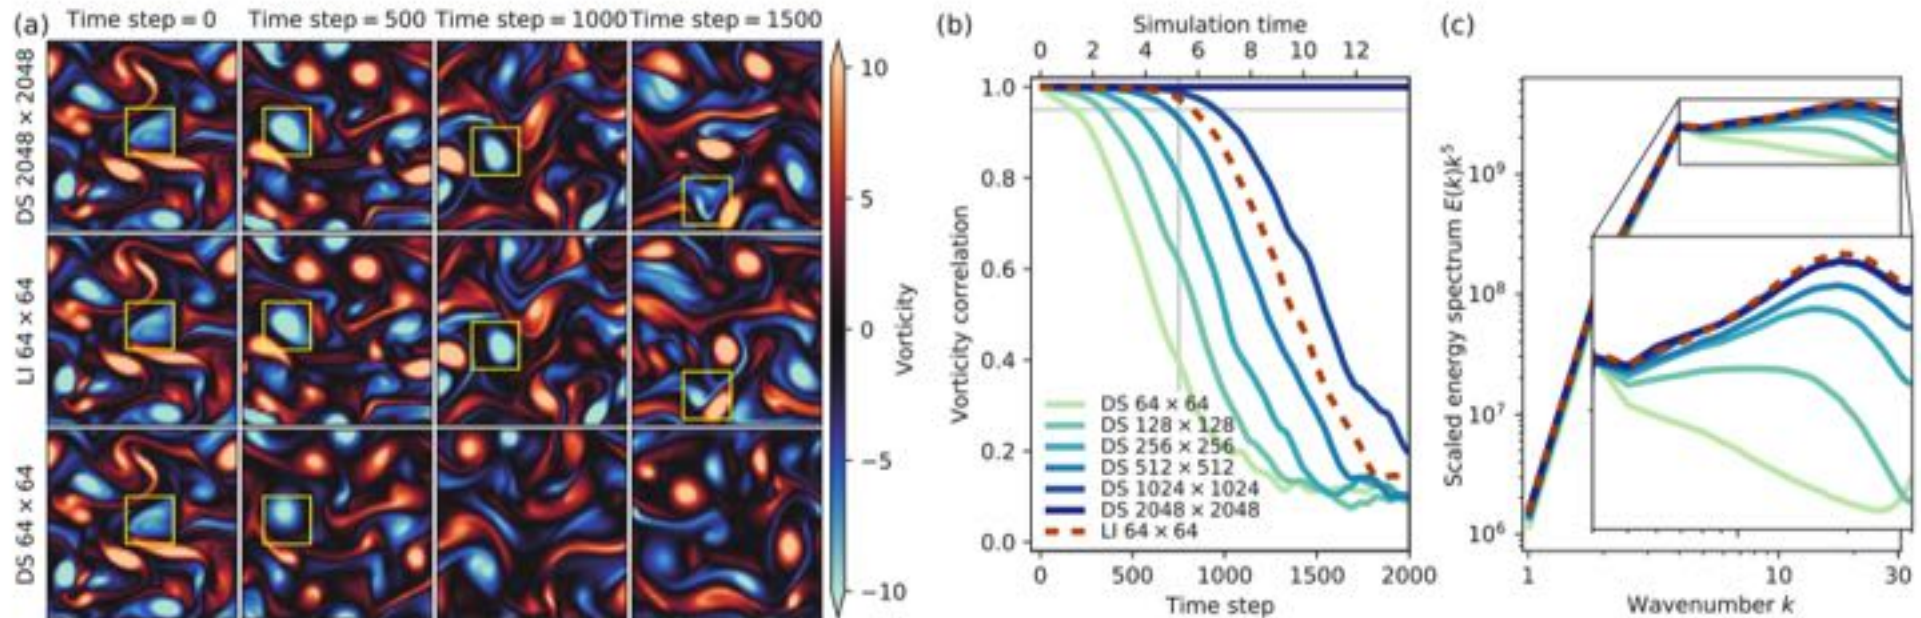 (a)
Time step = 0
Time step = 500
Time step = 1000
Time step = 1500
DS 2048 × 2048
LI 64 × 64
DS 64 × 64
10
5
0
−5
−10
Vorticity
(b)
Simulation time
0 2 4 6 8 10 12
1.0
0.8
0.6
0.4
0.2
0.0
Vorticity correlation
DS 64 × 64
DS 128 × 128
DS 256 × 256
DS 512 × 512
DS 1024 × 1024
DS 2048 × 2048
LI 64 × 64
0 500 1000 1500 2000
Time step
(c)
Scaled energy spectrum E(k)k⁵
10⁹
10⁸
10⁷
10⁶
1 10 30
Wavenumber k